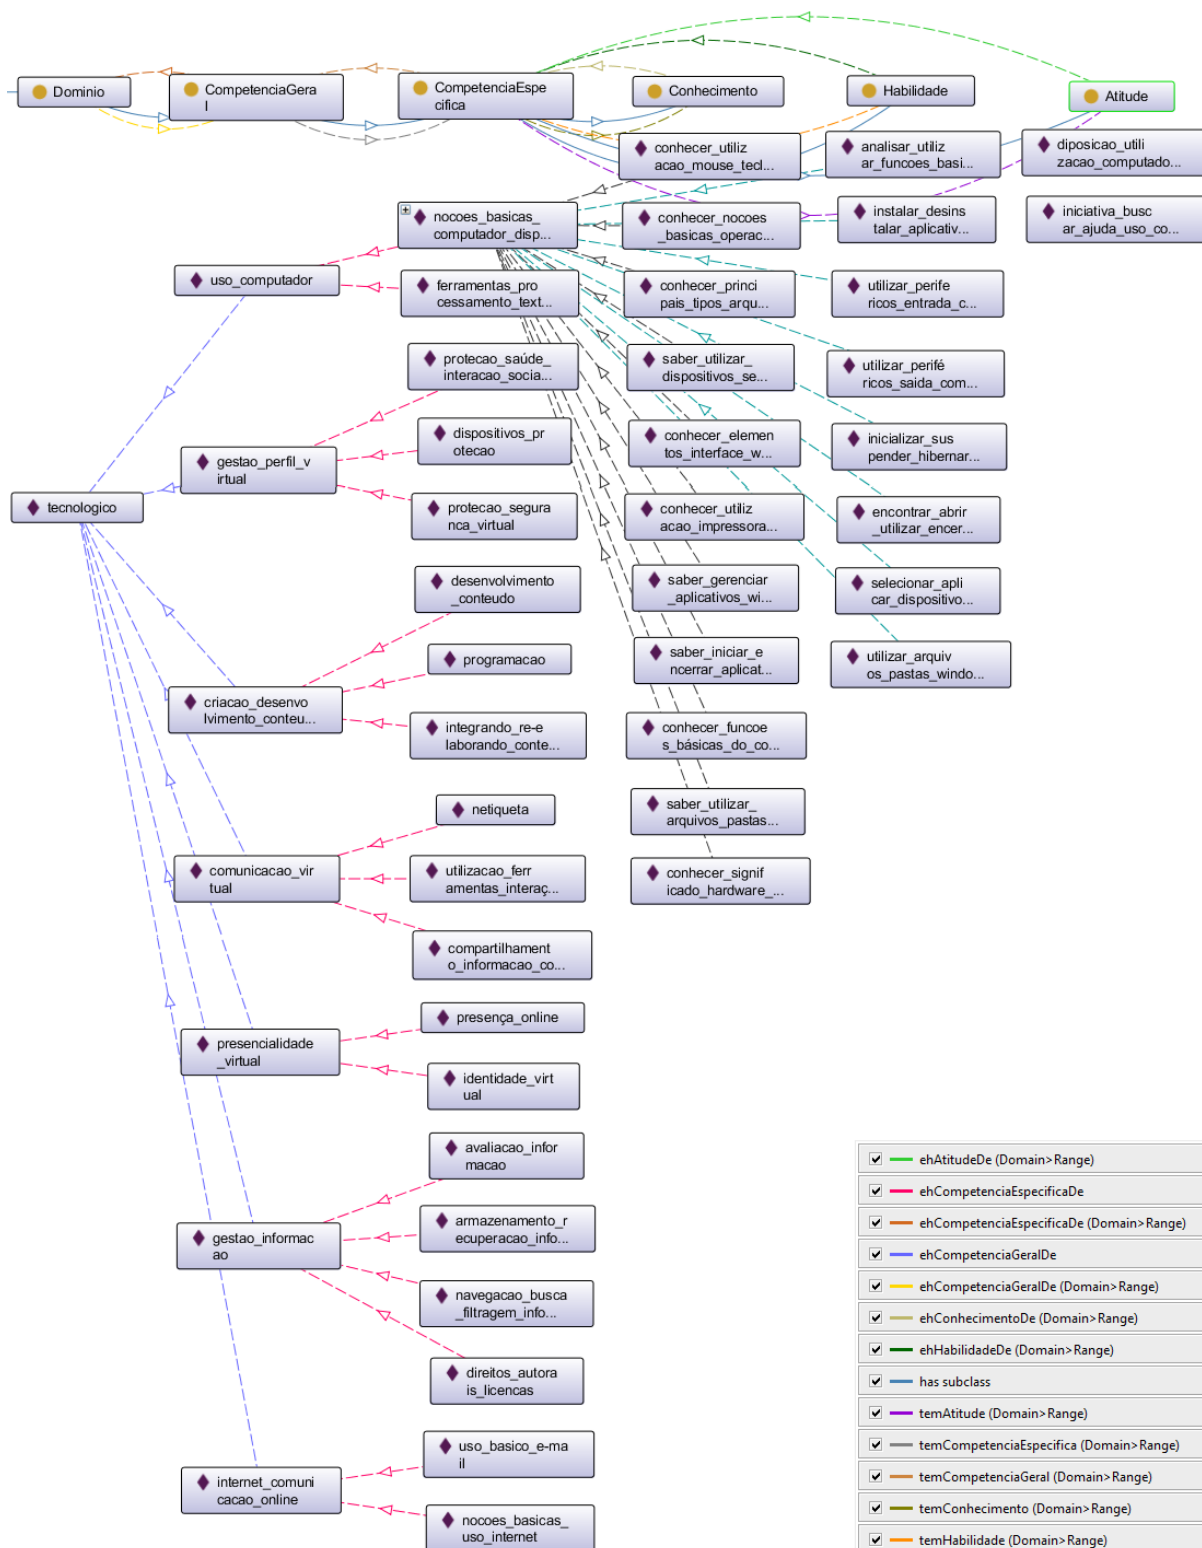 Dominio
CompetenciaGera
l
CompetenciaEspe
cifica
Conhecimento
Habilidade
Atitude
conhecer_utiliz
acao_mouse_tecl...
analisar_utiliz
ar_funcoes_basi...
diposicao_utili
zacao_computado...
nocoes_basicas_
computador_disp...
conhecer_nocoes
_basicas_operac...
instalar_desins
talar_aplicativ...
iniciativa_busc
ar_ajuda_uso_co...
uso_computador
ferramentas_pro
cessamento_text...
conhecer_princi
pais_tipos_arqu...
utilizar_perife
ricos_entrada_c...
protecao_saúde_
interacao_socia...
saber_utilizar_
dispositivos_se...
utilizar_perifé
ricos_saida_com...
gestao_perfil_v
irtual
dispositivos_pr
otecao
conhecer_elemen
tos_interface_w...
inicializar_sus
pender_hibernar...
tecnologico
protecao_segura
nca_virtual
conhecer_utiliz
acao_impressora...
encontrar_abrir
_utilizar_encer...
desenvolvimento
_conteudo
saber_gerenciar
_aplicativos_wi...
selecionar_apli
car_dispositivo...
programacao
saber_iniciar_e
ncerrar_aplicat...
utilizar_arquiv
os_pastas_windo...
criacao_desenvo
lvimento_conteu...
integrando_re-e
laborando_conte...
conhecer_funcoe
s_básicas_do_co...
netiqueta
saber_utilizar_
arquivos_pastas...
comunicacao_vir
tual
utilizacao_ferr
amentas_interaç...
conhecer_signif
icado_hardware_...
compartilhament
o_informacao_co...
presença_online
presencialidade
_virtual
identidade_virt
ual
avaliacao_infor
macao
gestao_informac
ao
armazenamento_r
ecuperacao_info...
navegacao_busca
_filtragem_info...
direitos_autora
is_licencas
uso_basico_e-ma
il
internet_comuni
cacao_online
nocoes_basicas_
uso_internet
ehAtitudeDe (Domain>Range)
ehCompetenciaEspecificaDe
ehCompetenciaEspecificaDe (Domain>Range)
ehCompetenciaGeralDe
ehCompetenciaGeralDe (Domain>Range)
ehConhecimentoDe (Domain>Range)
ehHabilidadeDe (Domain>Range)
has subclass
temAtitude (Domain>Range)
temCompetenciaEspecifica (Domain>Range)
temCompetenciaGeral (Domain>Range)
temConhecimento (Domain>Range)
temHabilidade (Domain>Range)